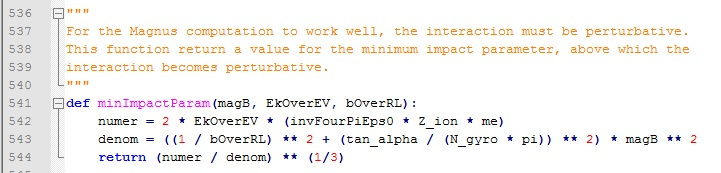 536 """
537 For the Magnus computation to work well, the interaction must be perturbative.
538 This function return a value for the minimum impact parameter, above which the
539 interaction becomes perturbative.
540 """
541 def minImpactParam(magB, EkOverEV, bOverRL):
542 numer = 2 * EkOverEV * (invFourPiEps0 * Z_ion * me)
543 denom = ((1 / bOverRL) ** 2 + (tan_alpha / (N_gyro * pi)) ** 2) * magB ** 2
544 return (numer / denom) ** (1/3)